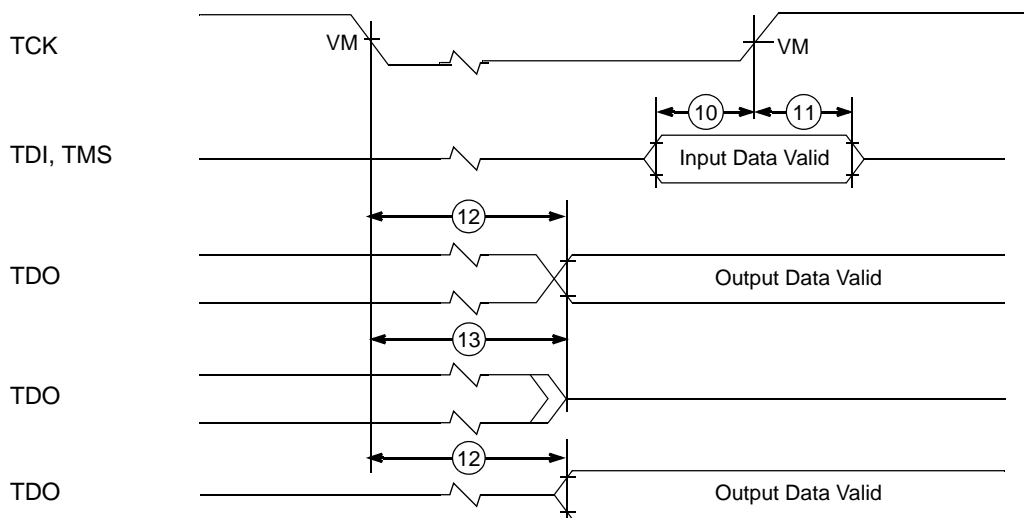 TCK
VM
VM
10
11
TDI, TMS
Input Data Valid
12
TDO
Output Data Valid
13
TDO
12
TDO
Output Data Valid